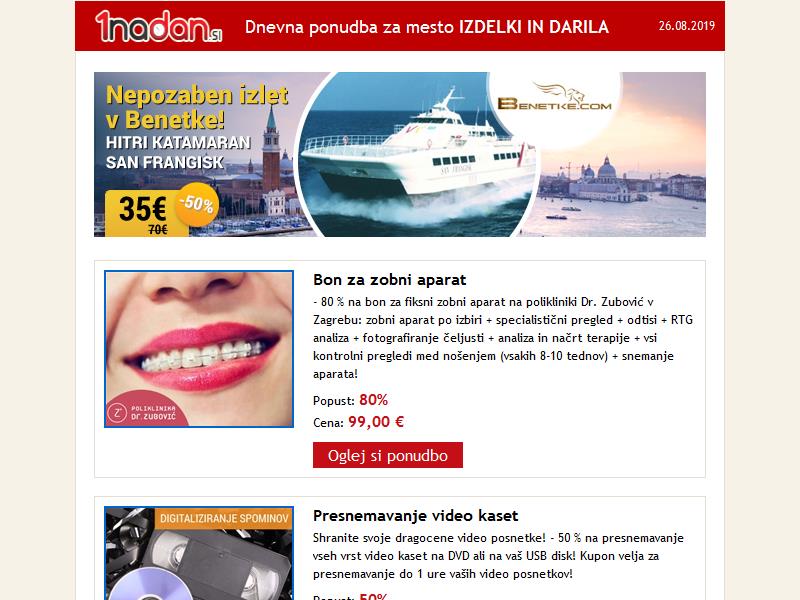 1nadan.si
Dnevna ponudba za mesto IZDELKI IN DARILA
26.08.2019
Nepozaben izlet
v Benetke!
HITRI KATAMARAN
SAN FRANGISK
35€
-50%
70€
BENETKE.COM
SAN FRANGISK
Bon za zobni aparat
- 80 % na bon za fiksni zobni aparat na polikliniki Dr. Zubović v
Zagrebu: zobni aparat po izbiri + specialistični pregled + odtisi + RTG
analiza + fotografiranje čeljusti + analiza in načrt terapije + vsi
kontrolni pregledi med nošenjem (vsakih 8-10 tednov) + snemanje
aparata!
Popust: 80%
Cena: 99,00 €
Oglej si ponudbo
Z
POLIKLINIKA
DR. ZUBOVIĆ
DIGITALIZIRANJE SPOMINOV
Presnemavanje video kaset
Shranite svoje dragocene video posnetke! - 50 % na presnemavanje
vseh vrst video kaset na DVD ali na vaš USB disk! Kupon velja za
presnemavanje do 1 ure vaših video posnetkov!
Popust: 50%